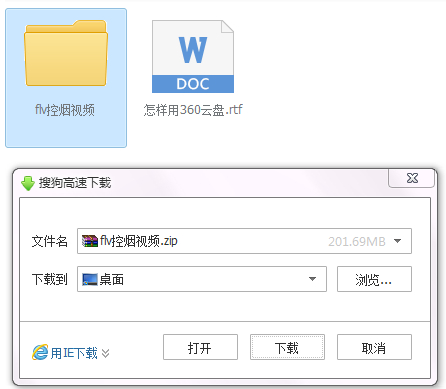 W
DOC
flv控烟视频
怎样用360云盘.rtf
搜狗高速下载
文件名 flv控烟视频.zip 201.69MB
下载到 桌面 浏览...
用IE下载 打开 下载 取消